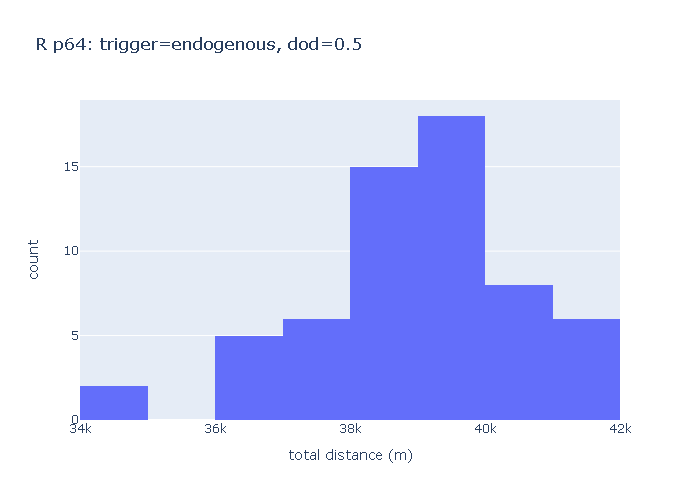 R p64: trigger=endogenous, dod=0.5
count
15
10
5
0
34k
36k
38k
40k
42k
total distance (m)